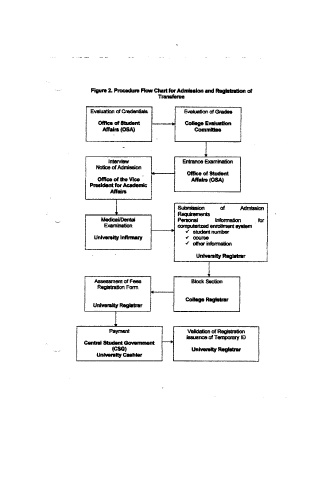 Figure 2. Procedure Flow Chart for Admission and Registration of
Transferee
Evaluation of Credentials
Office of Student
Affairs (OSA)
Evaluation of Grades
College Evaluation
Committee
Interview
Notice of Admission
Office of the Vice
President for Academic
Affairs
Entrance Examination
Office of Student
Affairs (OSA)
Medical/Dental
Examination
University Infirmary
Submission of Admission
Requirements
Personal Information for
computerized enrollment system
✓ student number
✓ course
✓ other information
University Registrar
Assessment of Fees
Registration Form
University Registrar
Block Section
College Registrar
Payment
Central Student Government
(CSG)
University Cashier
Validation of Registration
Issuance of Temporary ID
University Registrar